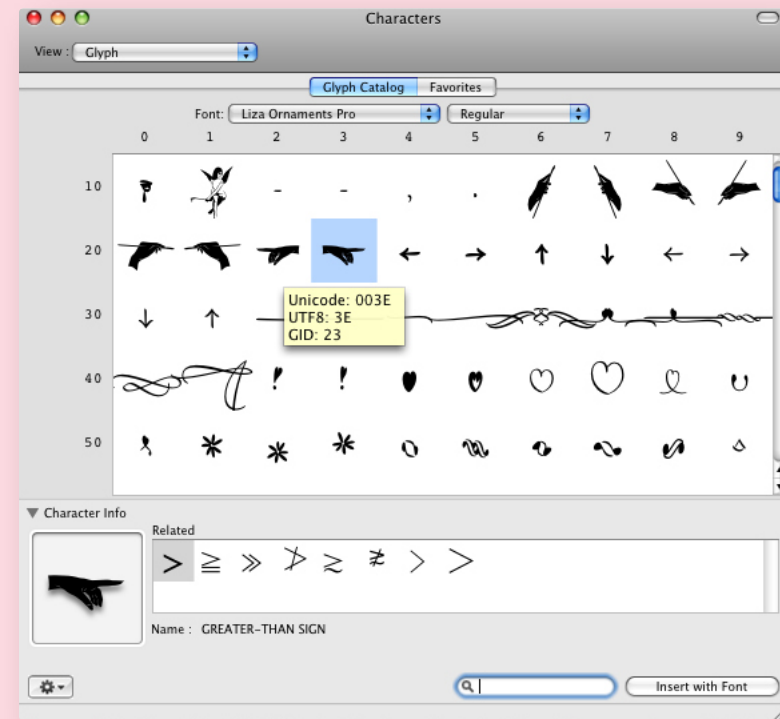 Characters
View : Glyph
Glyph Catalog Favorites
Font: Liza Ornaments Pro Regular
0 1 2 3 4 5 6 7 8 9
10
20
Unicode: 003E
UTF8: 3E
GID: 23
30
40
50
Character Info
Related
> ≧ ≫ ≯ ≳ ≵ 〉 ＞
Name : GREATER-THAN SIGN
Insert with Font